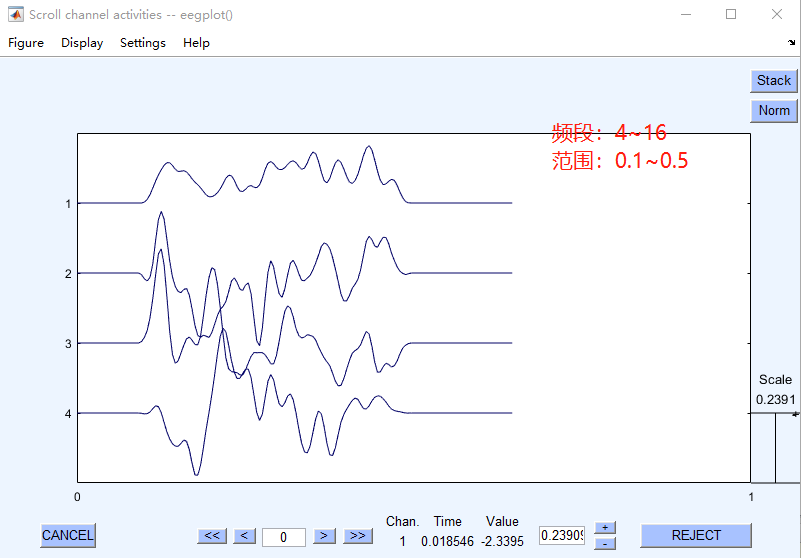 Scroll channel activities -- eegplot()
Figure Display Settings Help
Stack
Norm
频段：4~16
范围：0.1~0.5
1
2
3
4
Scale
0.2391
0 1
Chan. Time Value
CANCEL << < 0 > >> 1 0.018546 -2.3395 0.23909 + - REJECT